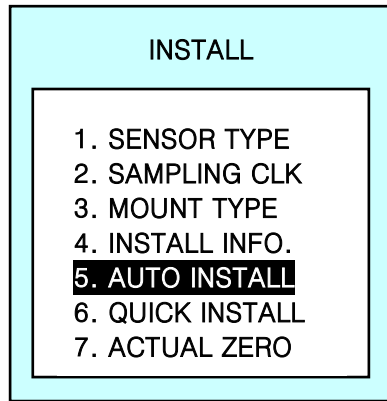 INSTALL
1. SENSOR TYPE
2. SAMPLING CLK
3. MOUNT TYPE
4. INSTALL INFO.
5. AUTO INSTALL
6. QUICK INSTALL
7. ACTUAL ZERO